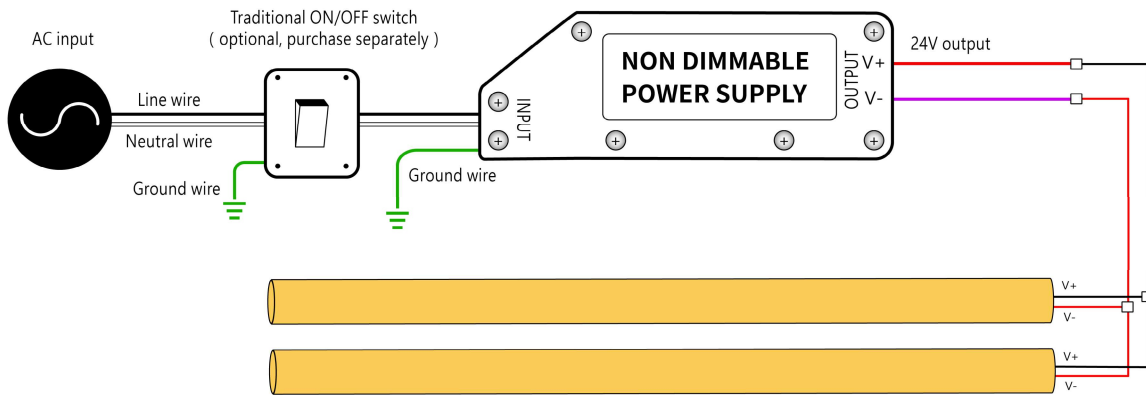 Traditional ON/OFF switch
( optional, purchase separately )
AC input
Line wire
Neutral wire
Ground wire
Ground wire
INPUT
NON DIMMABLE
POWER SUPPLY
OUTPUT
V+
V-
24V output
V+
V-
V+
V-